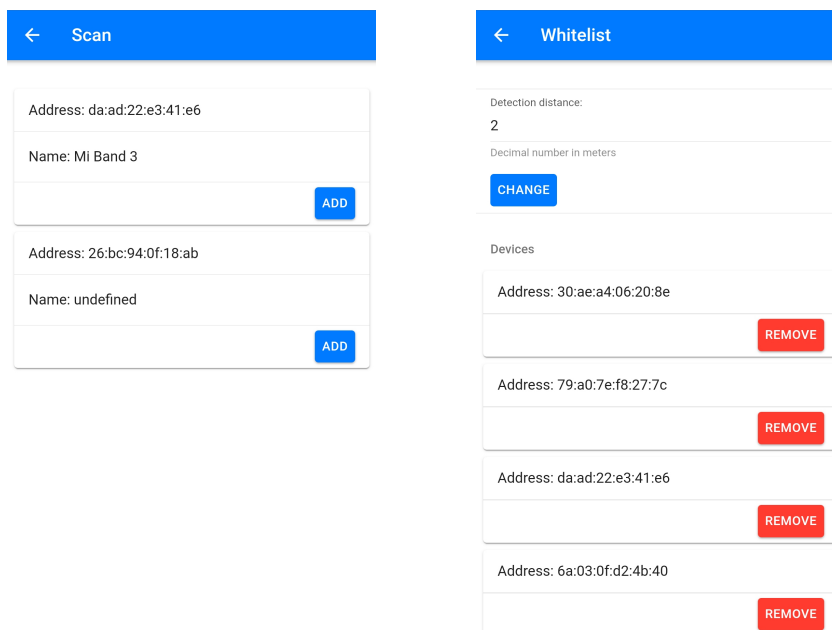 Scan
Address: da:ad:22:e3:41:e6
Name: Mi Band 3
ADD
Address: 26:bc:94:0f:18:ab
Name: undefined
ADD
Whitelist
Detection distance:
2
Decimal number in meters
CHANGE
Devices
Address: 30:ae:a4:06:20:8e
REMOVE
Address: 79:a0:7e:f8:27:7c
REMOVE
Address: da:ad:22:e3:41:e6
REMOVE
Address: 6a:03:0f:d2:4b:40
REMOVE